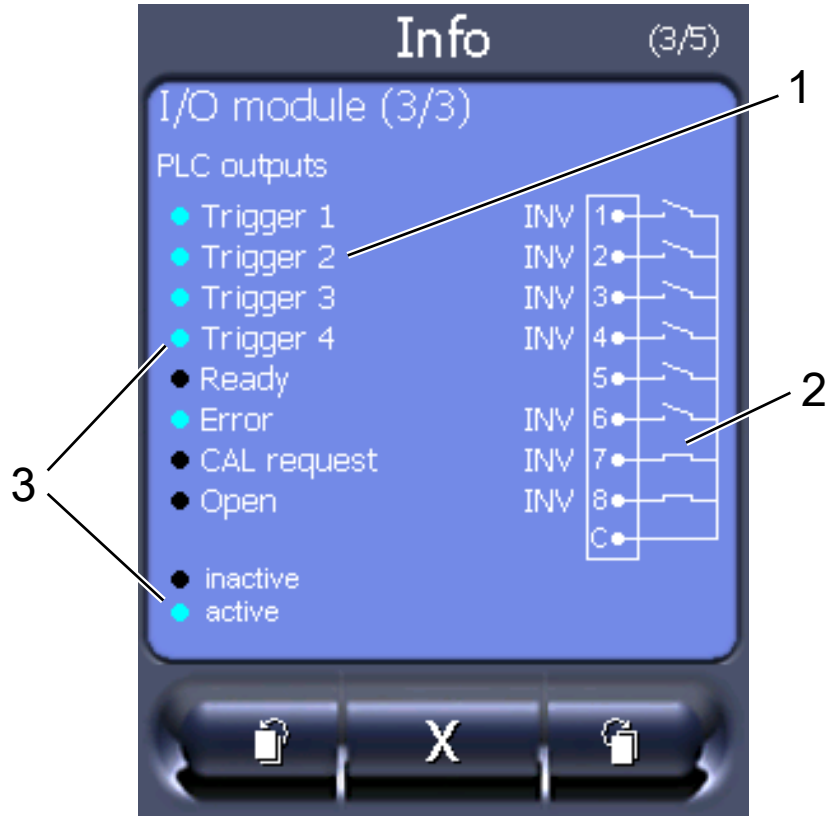 Info (3/5)
I/O module (3/3)
1
PLC outputs
Trigger 1 INV 1
Trigger 2 INV 2
Trigger 3 INV 3
Trigger 4 INV 4
Ready 5
Error INV 6
2
CAL request INV 7
3
Open INV 8
C
inactive
active
X